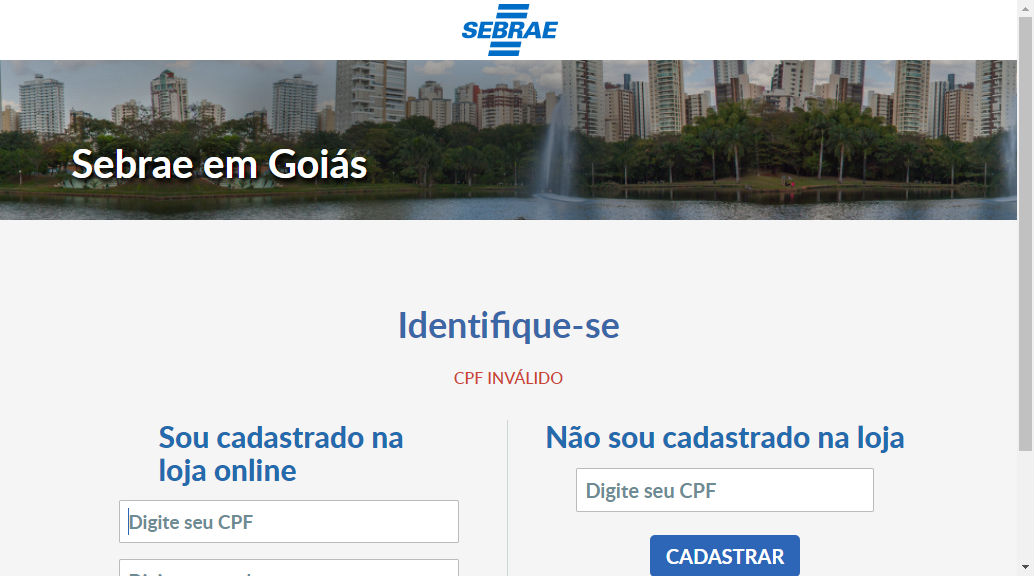 SEBRAE
Sebrae em Goiás
Identifique-se
CPF INVÁLIDO
Sou cadastrado na
loja online
Digite seu CPF
Não sou cadastrado na loja
Digite seu CPF
CADASTRAR